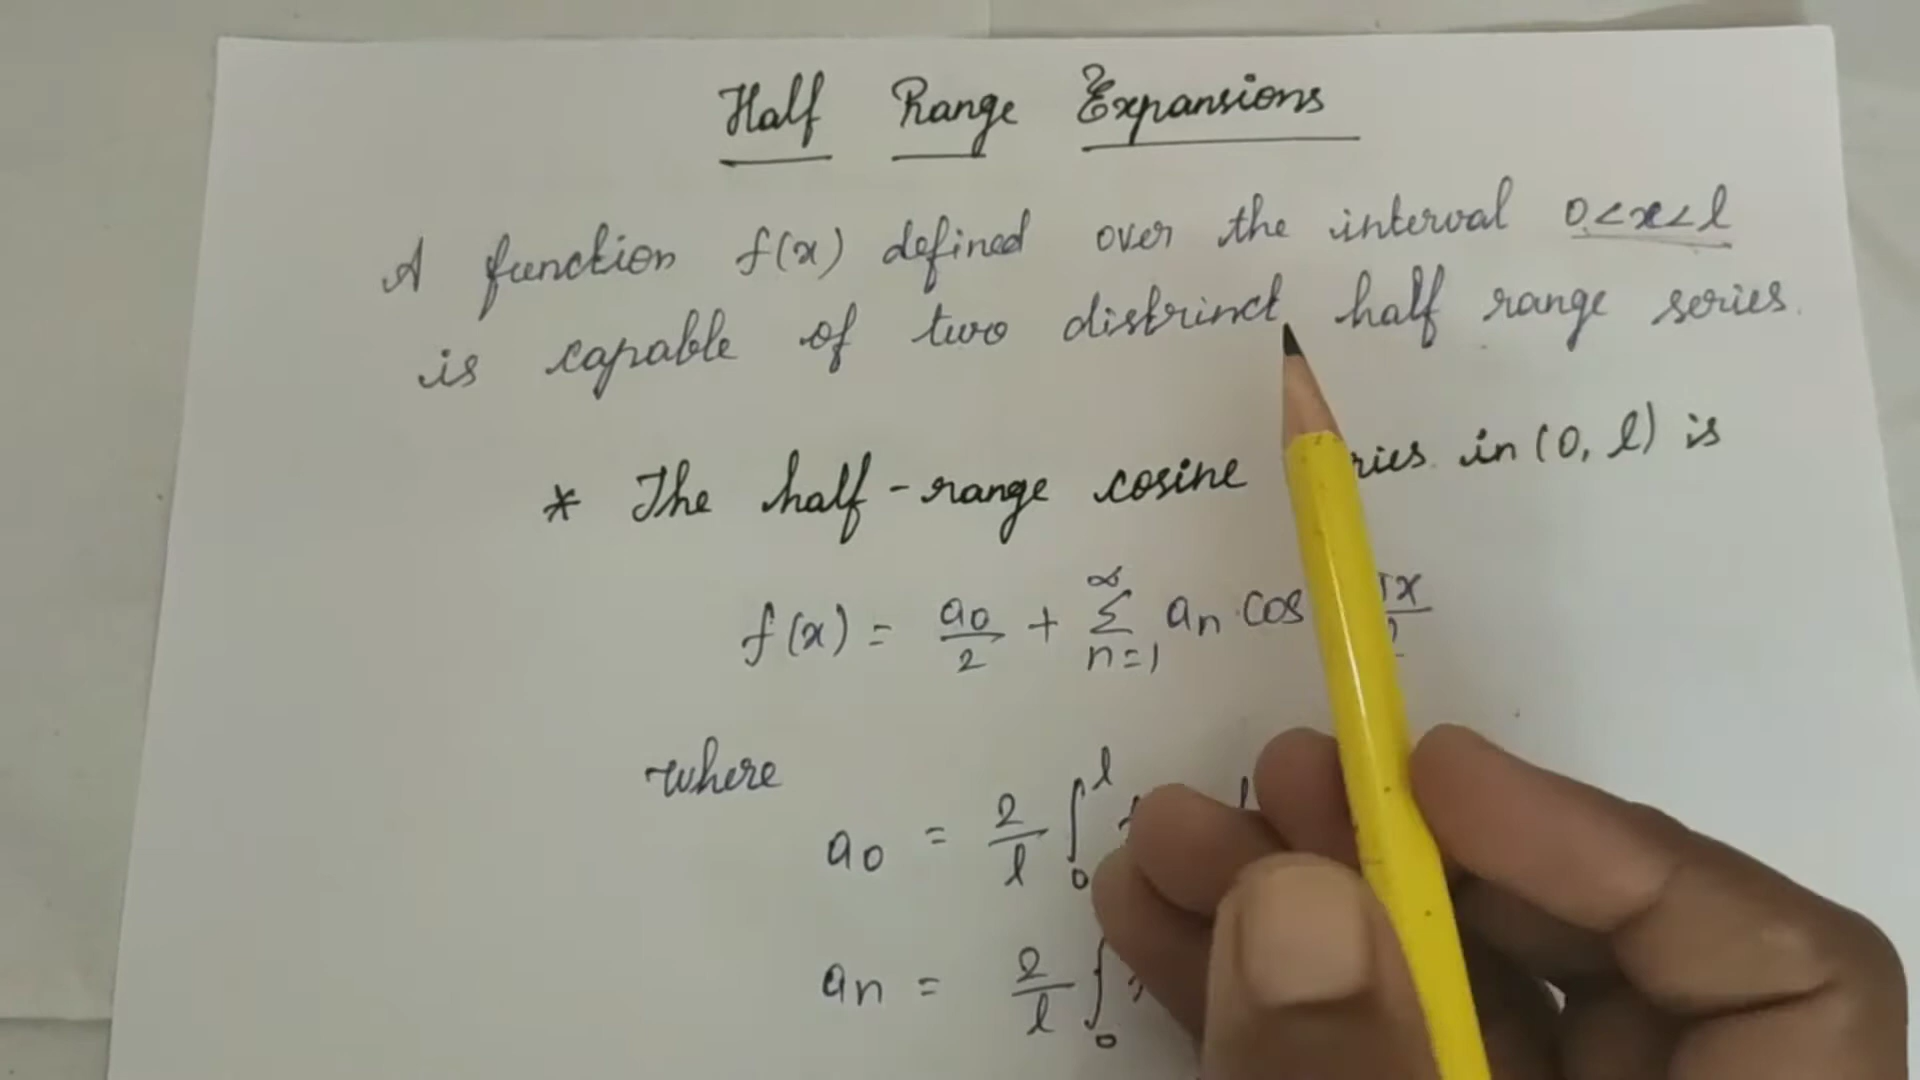 Half Range Expansions
A function f(x) defined over the interval 0<x<l
is capable of two distrinct half range series.
* The half-range cosine ries in (0, l) is
f(x) = a0/2 + ∞ Σ n=1 an cos πx/l
where
a0 = 2/l ∫ 0 l
an = 2/l ∫ 0